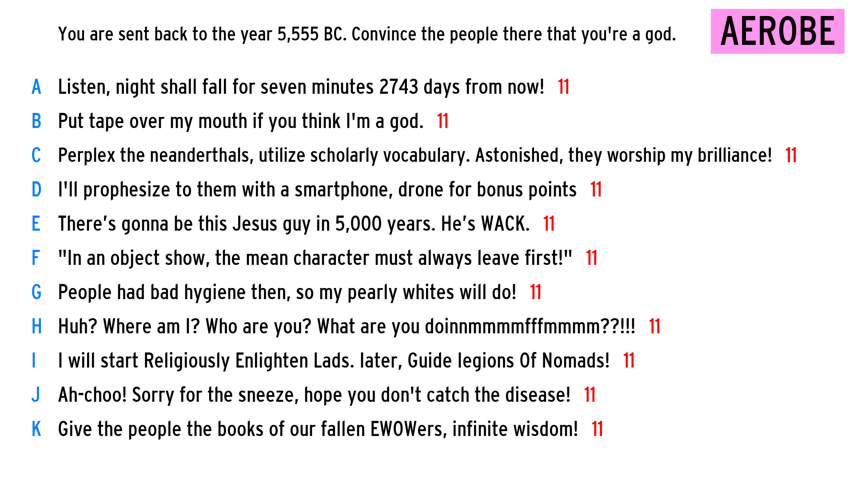 You are sent back to the year 5,555 BC. Convince the people there that you're a god.
AEROBE
A Listen, night shall fall for seven minutes 2743 days from now! 11
B Put tape over my mouth if you think I'm a god. 11
C Perplex the neanderthals, utilize scholarly vocabulary. Astonished, they worship my brilliance! 11
D I'll prophesize to them with a smartphone, drone for bonus points 11
E There’s gonna be this Jesus guy in 5,000 years. He’s WACK. 11
F "In an object show, the mean character must always leave first!" 11
G People had bad hygiene then, so my pearly whites will do! 11
H Huh? Where am I? Who are you? What are you doinnmmmmfffmmmm??!!! 11
I I will start Religiously Enlighten Lads. later, Guide legions Of Nomads! 11
J Ah-choo! Sorry for the sneeze, hope you don't catch the disease! 11
K Give the people the books of our fallen EWOWers, infinite wisdom! 11